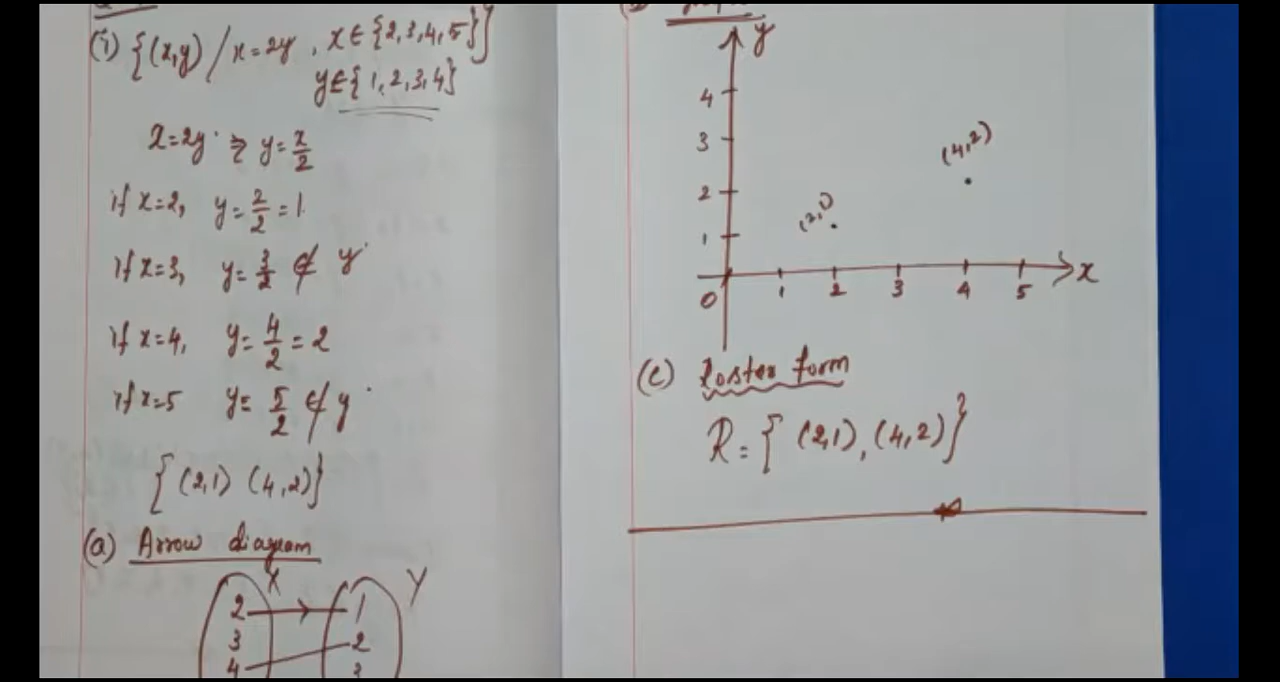 (i) {(x,y) / x=2y , x∈{2,3,4,5}}
y∈{1,2,3,4}
x=2y ⇒ y=x/2
if x=2, y=2/2=1.
if x=3, y=3/2 ∉ y
if x=4, y=4/2=2
if x=5 y=5/2 ∉ y
{(2,1) (4,2)}
(a) Arrow diagram
X Y
2 1
3 2
4 3
y
4
3 (4,2)
2 (2,1)
1
x
0 1 2 3 4 5
(c) Roster form
R={(2,1),(4,2)}